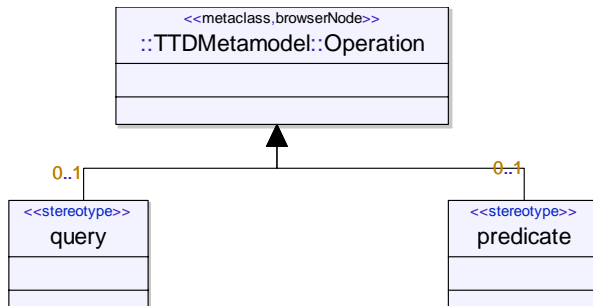 <<metaclass,browserNode>>
::TTDMetamodel::Operation
0..1
0..1
<<stereotype>>
query
<<stereotype>>
predicate